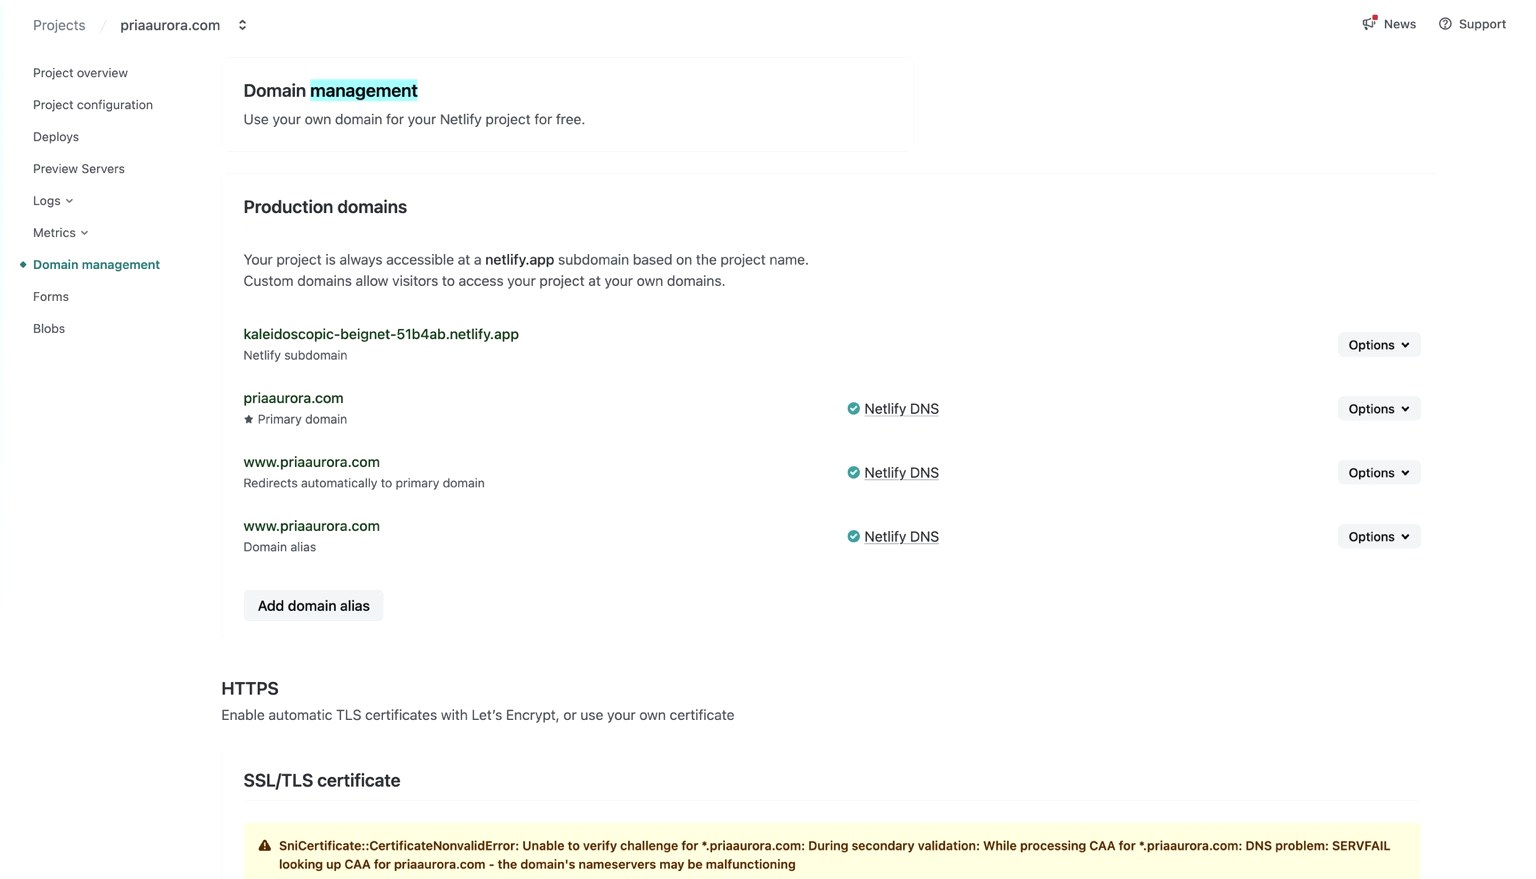 Projects / priaaurora.com
News
Support
Project overview
Project configuration
Deploys
Preview Servers
Logs
Metrics
Domain management
Forms
Blobs
Domain management
Use your own domain for your Netlify project for free.
Production domains
Your project is always accessible at a netlify.app subdomain based on the project name.
Custom domains allow visitors to access your project at your own domains.
kaleidoscopic-beignet-51b4ab.netlify.app
Netlify subdomain
Options
priaaurora.com
★ Primary domain
Netlify DNS
Options
www.priaaurora.com
Redirects automatically to primary domain
Netlify DNS
Options
www.priaaurora.com
Domain alias
Netlify DNS
Options
Add domain alias
HTTPS
Enable automatic TLS certificates with Let’s Encrypt, or use your own certificate
SSL/TLS certificate
SniCertificate::CertificateNonvalidError: Unable to verify challenge for *.priaaurora.com: During secondary validation: While processing CAA for *.priaaurora.com: DNS problem: SERVFAIL
looking up CAA for priaaurora.com - the domain's nameservers may be malfunctioning